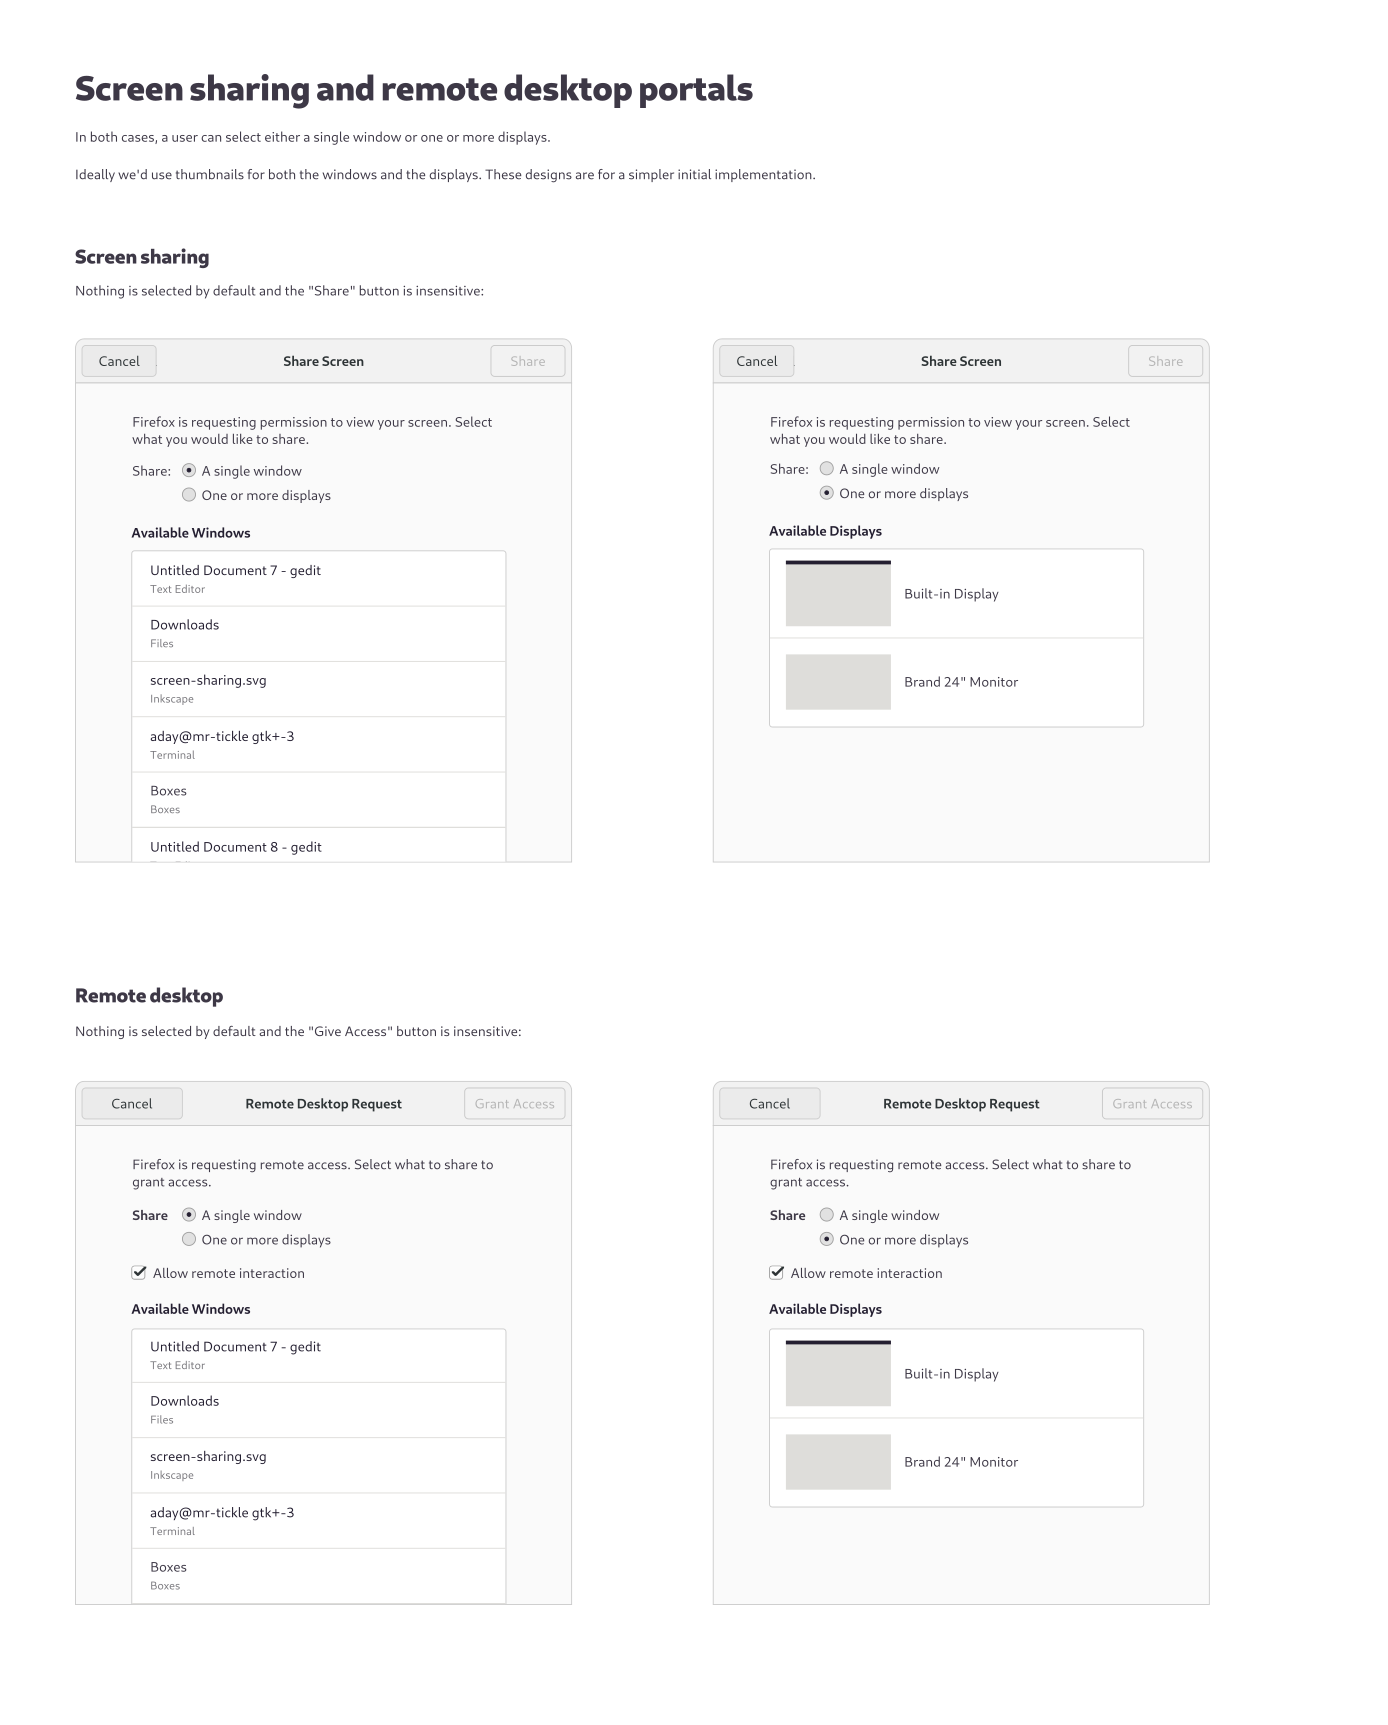 Screen sharing and remote desktop portals
In both cases, a user can select either a single window or one or more displays.
Ideally we'd use thumbnails for both the windows and the displays. These designs are for a simpler initial implementation.
Screen sharing
Nothing is selected by default and the "Share" button is insensitive:
Cancel
Share Screen
Share
Firefox is requesting permission to view your screen. Select
what you would like to share.
Share:
A single window
One or more displays
Available Windows
Untitled Document 7 - gedit
Text Editor
Downloads
Files
screen-sharing.svg
Inkscape
aday@mr-tickle gtk+-3
Terminal
Boxes
Boxes
Untitled Document 8 - gedit
Cancel
Share Screen
Share
Firefox is requesting permission to view your screen. Select
what you would like to share.
Share:
A single window
One or more displays
Available Displays
Built-in Display
Brand 24" Monitor
Remote desktop
Nothing is selected by default and the "Give Access" button is insensitive:
Cancel
Remote Desktop Request
Grant Access
Firefox is requesting remote access. Select what to share to
grant access.
Share
A single window
One or more displays
Allow remote interaction
Available Windows
Untitled Document 7 - gedit
Text Editor
Downloads
Files
screen-sharing.svg
Inkscape
aday@mr-tickle gtk+-3
Terminal
Boxes
Boxes
Cancel
Remote Desktop Request
Grant Access
Firefox is requesting remote access. Select what to share to
grant access.
Share
A single window
One or more displays
Allow remote interaction
Available Displays
Built-in Display
Brand 24" Monitor